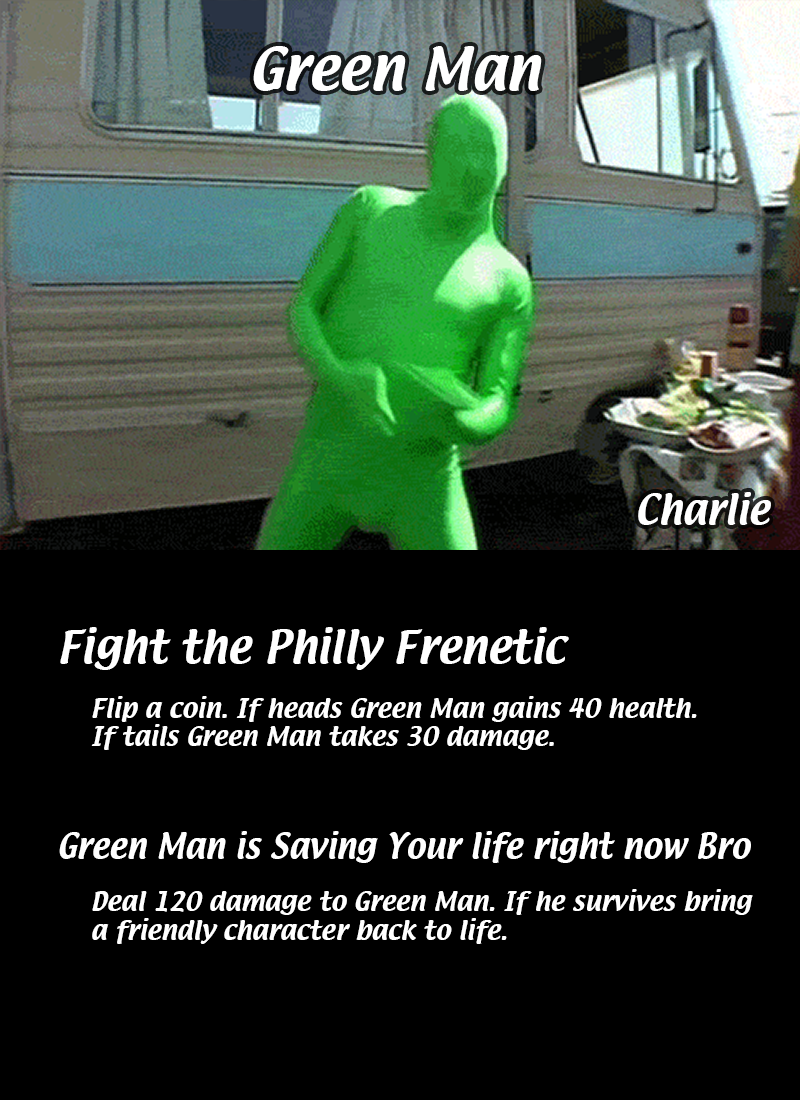 Green Man
Charlie
Fight the Philly Frenetic
Flip a coin. If heads Green Man gains 40 health.
If tails Green Man takes 30 damage.
Green Man is Saving Your life right now Bro
Deal 120 damage to Green Man. If he survives bring
a friendly character back to life.